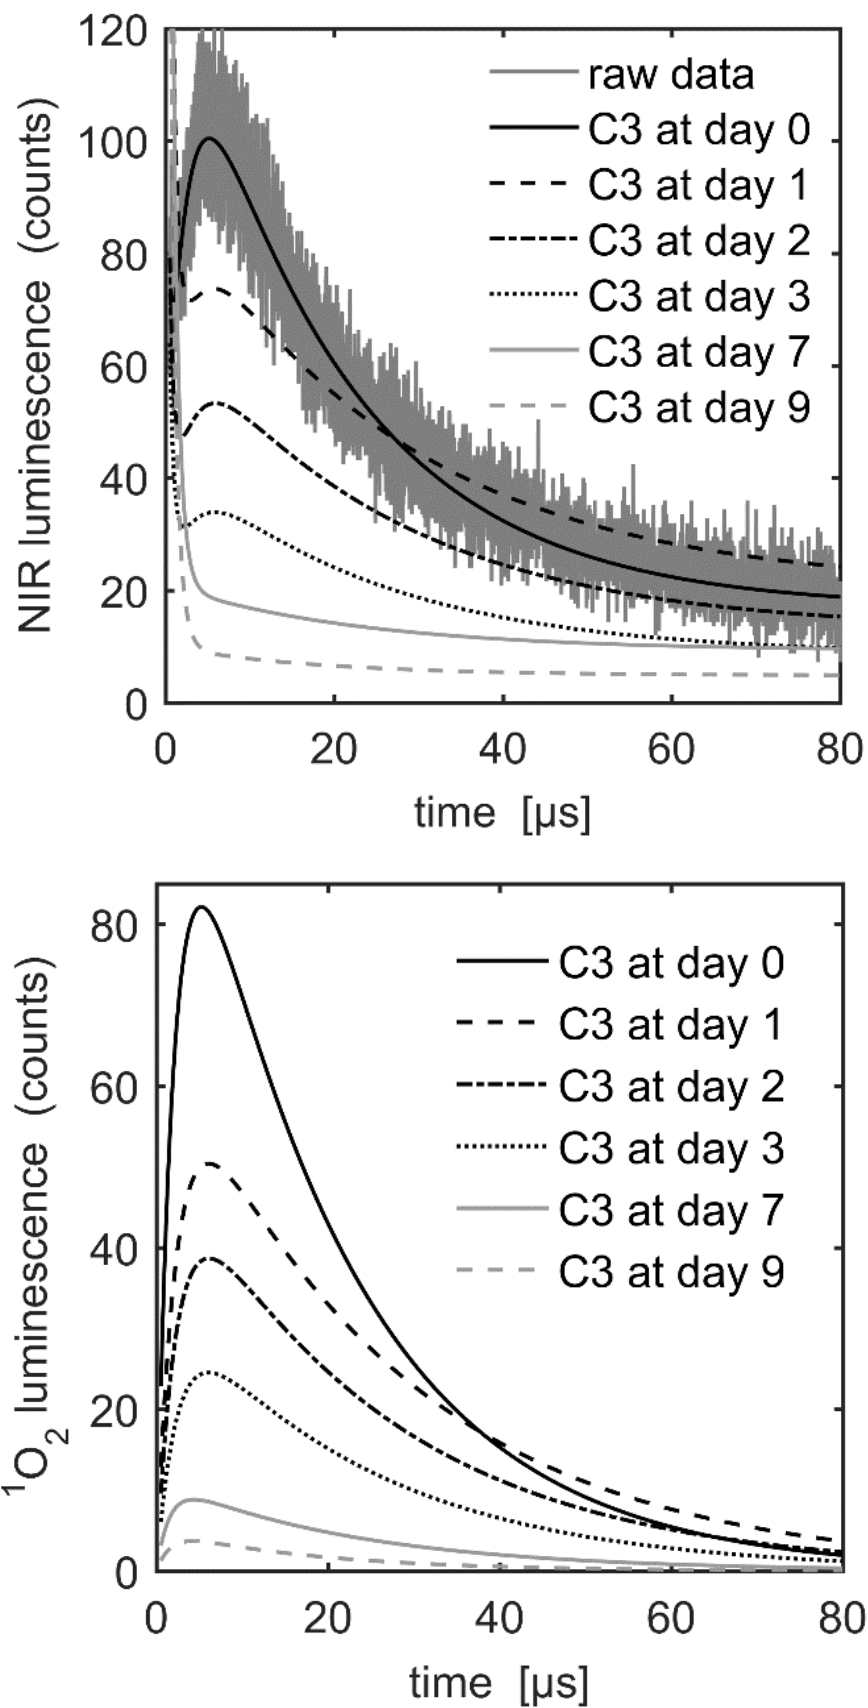 NIR luminescence (counts)
120
100
80
60
40
20
0
raw data
C3 at day 0
C3 at day 1
C3 at day 2
C3 at day 3
C3 at day 7
C3 at day 9
0 20 40 60 80
time [µs]
¹O₂ luminescence (counts)
80
60
40
20
0
C3 at day 0
C3 at day 1
C3 at day 2
C3 at day 3
C3 at day 7
C3 at day 9
0 20 40 60 80
time [µs]